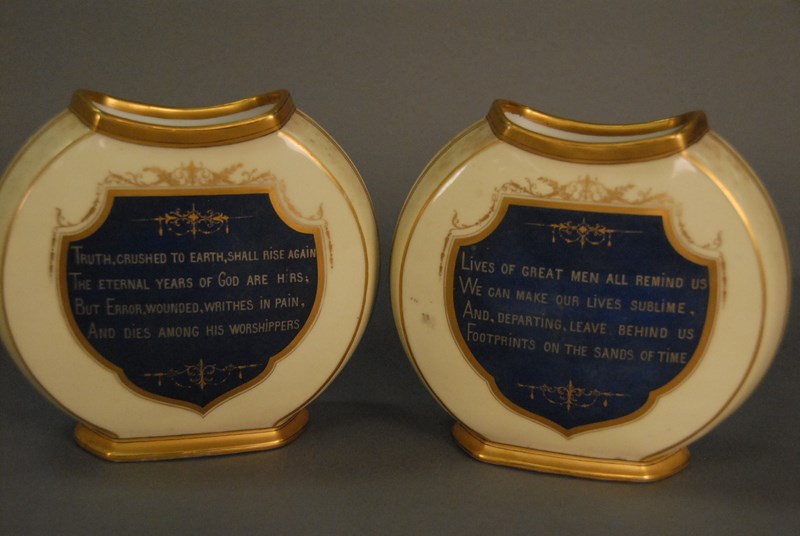 TRUTH, CRUSHED TO EARTH, SHALL RISE AGAIN
THE ETERNAL YEARS OF GOD ARE HERS;
BUT ERROR, WOUNDED, WRITHES IN PAIN,
AND DIES AMONG HIS WORSHIPPERS
LIVES OF GREAT MEN ALL REMIND US
WE CAN MAKE OUR LIVES SUBLIME,
AND, DEPARTING, LEAVE BEHIND US
FOOTPRINTS ON THE SANDS OF TIME